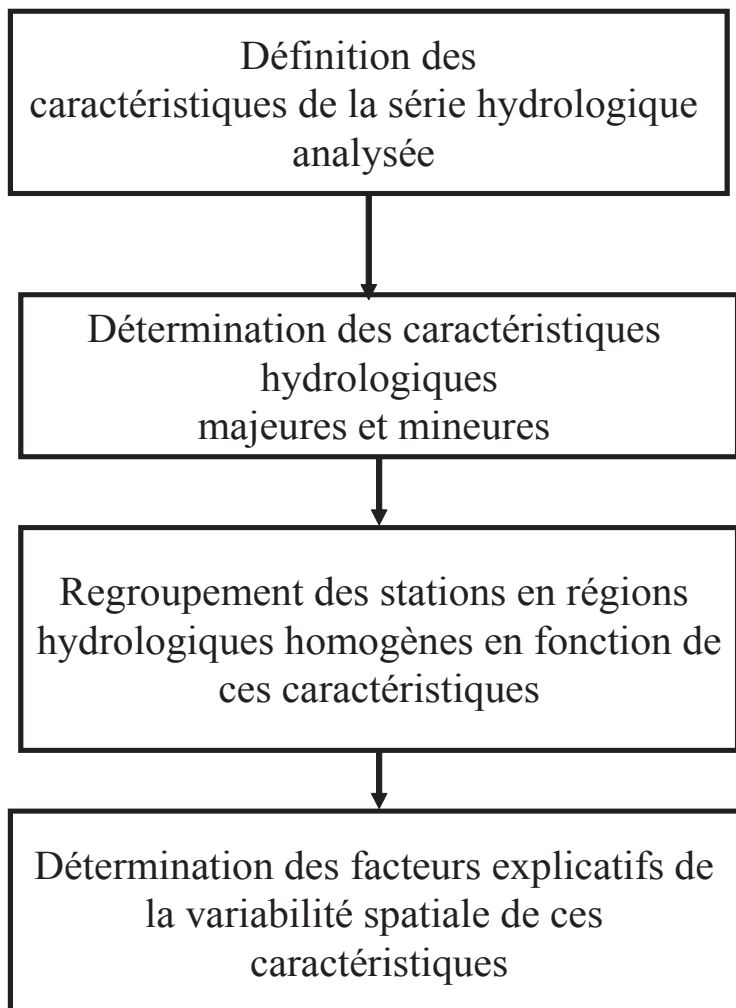 Définition des
caractéristiques de la série hydrologique
analysée
Détermination des caractéristiques
hydrologiques
majeures et mineures
Regroupement des stations en régions
hydrologiques homogènes en fonction de
ces caractéristiques
Détermination des facteurs explicatifs de
la variabilité spatiale de ces
caractéristiques